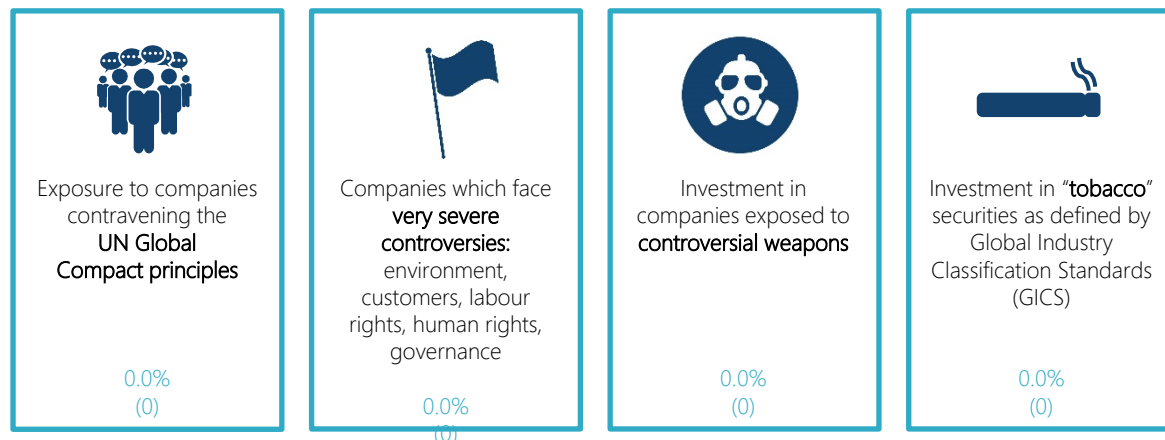 Exposure to companies
contravening the
UN Global
Compact principles
0.0%
(0)
Companies which face
very severe
controversies:
environment,
customers, labour
rights, human rights,
governance
0.0%
(0)
Investment in
companies exposed to
controversial weapons
0.0%
(0)
Investment in “tobacco”
securities as defined by
Global Industry
Classification Standards
(GICS)
0.0%
(0)